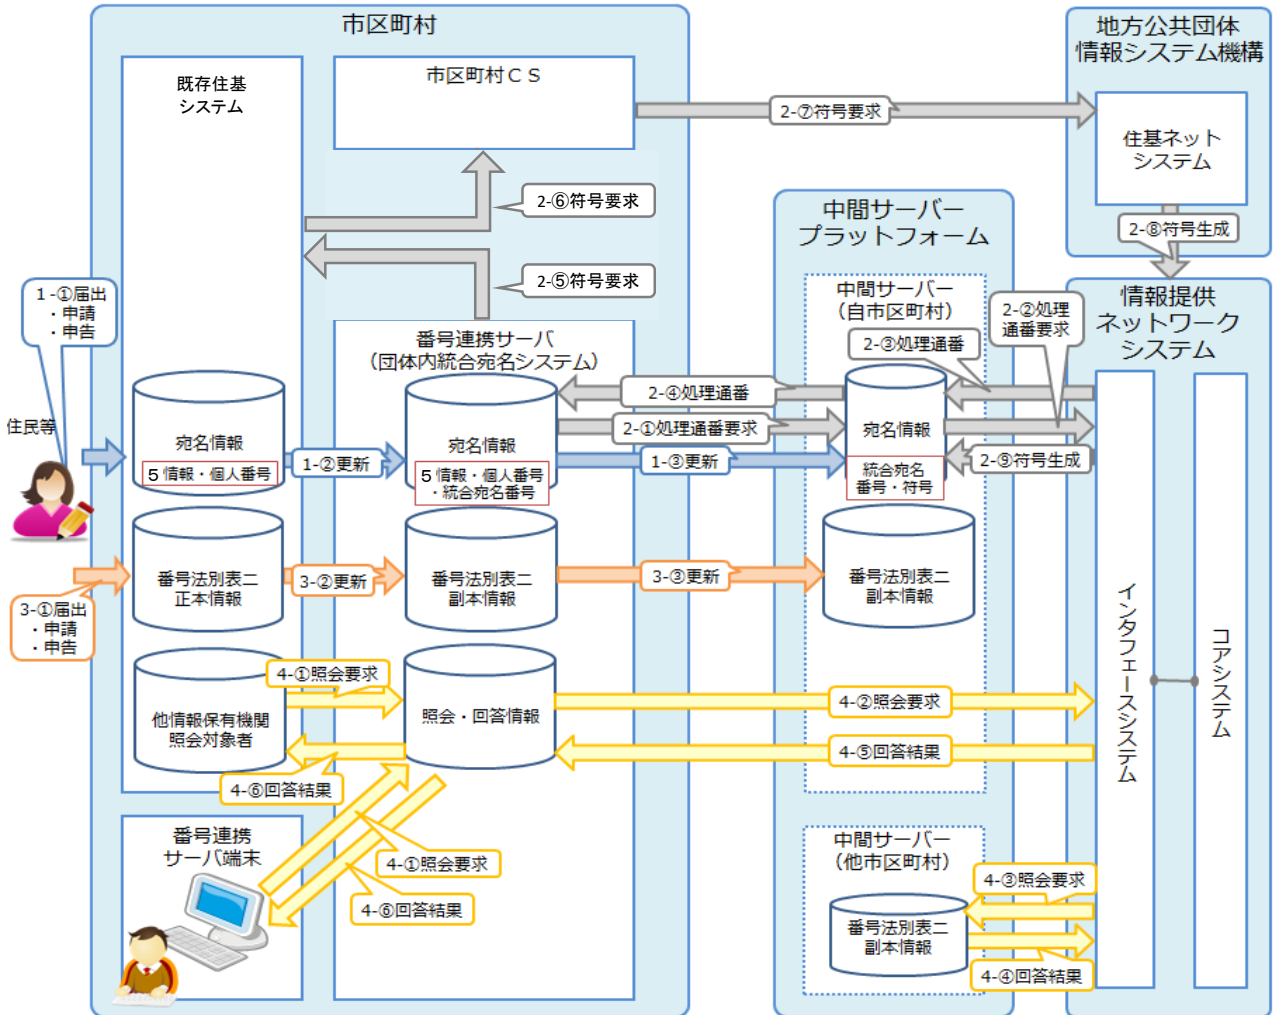 市区町村
地方公共団体
情報システム機構
既存住基
システム
市区町村ＣＳ
2-⑦符号要求
住基ネット
システム
2-⑥符号要求
2-⑤符号要求
中間サーバー
プラットフォーム
2-⑧符号生成
1-①届出
・申請
・申告
中間サーバー
（自市区町村）
2-②処理
通番要求
情報提供
ネットワーク
システム
番号連携サーバ
（団体内統合宛名システム）
2-③処理通番
2-④処理通番
住民等
宛名情報
５情報・個人番号
1-②更新
宛名情報
５情報・個人番号
・統合宛名番号
2-①処理通番要求
1-③更新
宛名情報
統合宛名
番号・符号
2-⑨符号生成
3-①届出
・申請
・申告
番号法別表二
正本情報
3-②更新
番号法別表二
副本情報
3-③更新
番号法別表二
副本情報
インタフェースシステム
コアシステム
他情報保有機関
照会対象者
4-①照会要求
照会・回答情報
4-②照会要求
4-⑤回答結果
4-⑥回答結果
番号連携
サーバ端末
4-①照会要求
4-⑥回答結果
中間サーバー
（他市区町村）
4-③照会要求
番号法別表二
副本情報
4-④回答結果